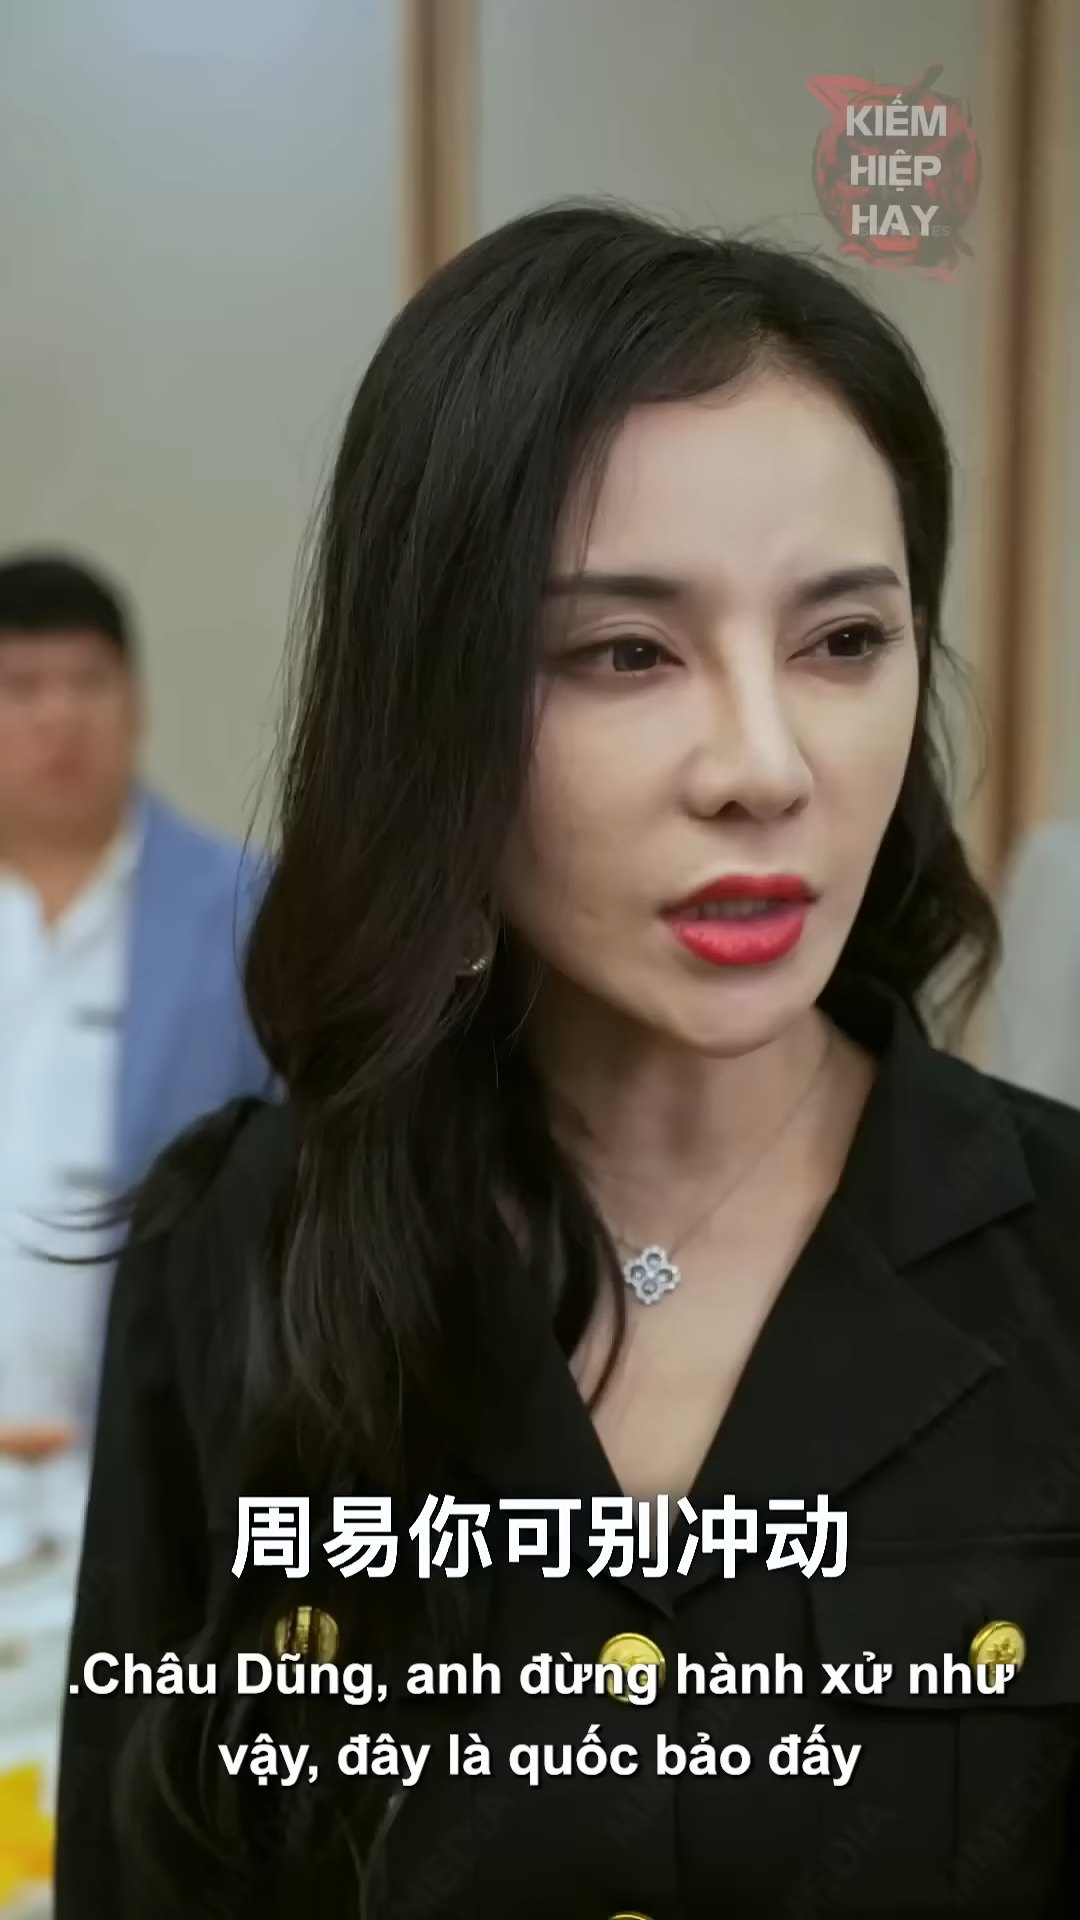 KIẾM
HIỆP
HAY
周易你可别冲动
.Châu Dũng, anh đừng hành xử như
vậy, đây là quốc bảo đấy